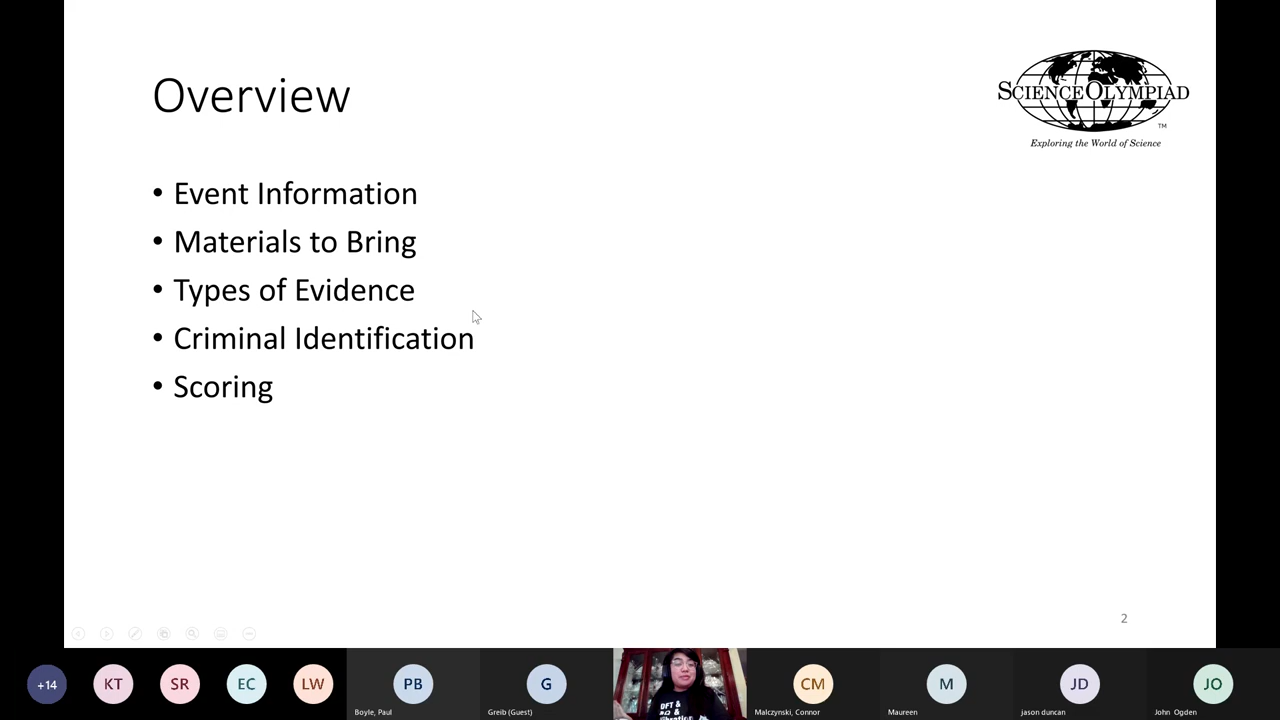 Overview
SCIENCEOLYMPIAD
TM
Exploring the World of Science
• Event Information
• Materials to Bring
• Types of Evidence
• Criminal Identification
• Scoring
2
+14
KT
SR
EC
LW
PB
Boyle, Paul
G
Greib (Guest)
DFT &
CM
Malczynski, Connor
M
Maureen
JD
jason duncan
JO
John Ogden